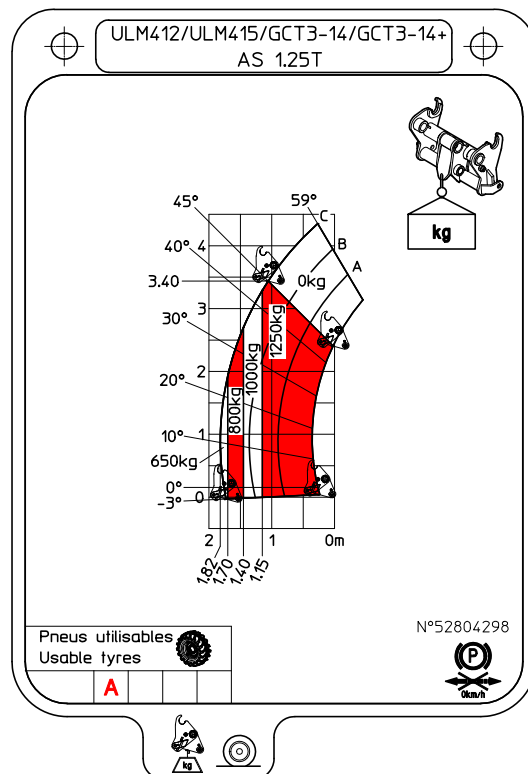 ULM412/ULM415/GCT3-14/GCT3-14+
AS 1.25T
kg
59°
C
45°
B
4
40°
A
3.40
0kg
3
30°
1250kg
1000kg
2
20°
800kg
10°
1
650kg
0°
0
-3°
2
1
0m
1.82
1.70
1.40
1.15
N°52804298
Pneus utilisables
Usable tyres
A
P
0km/h
kg